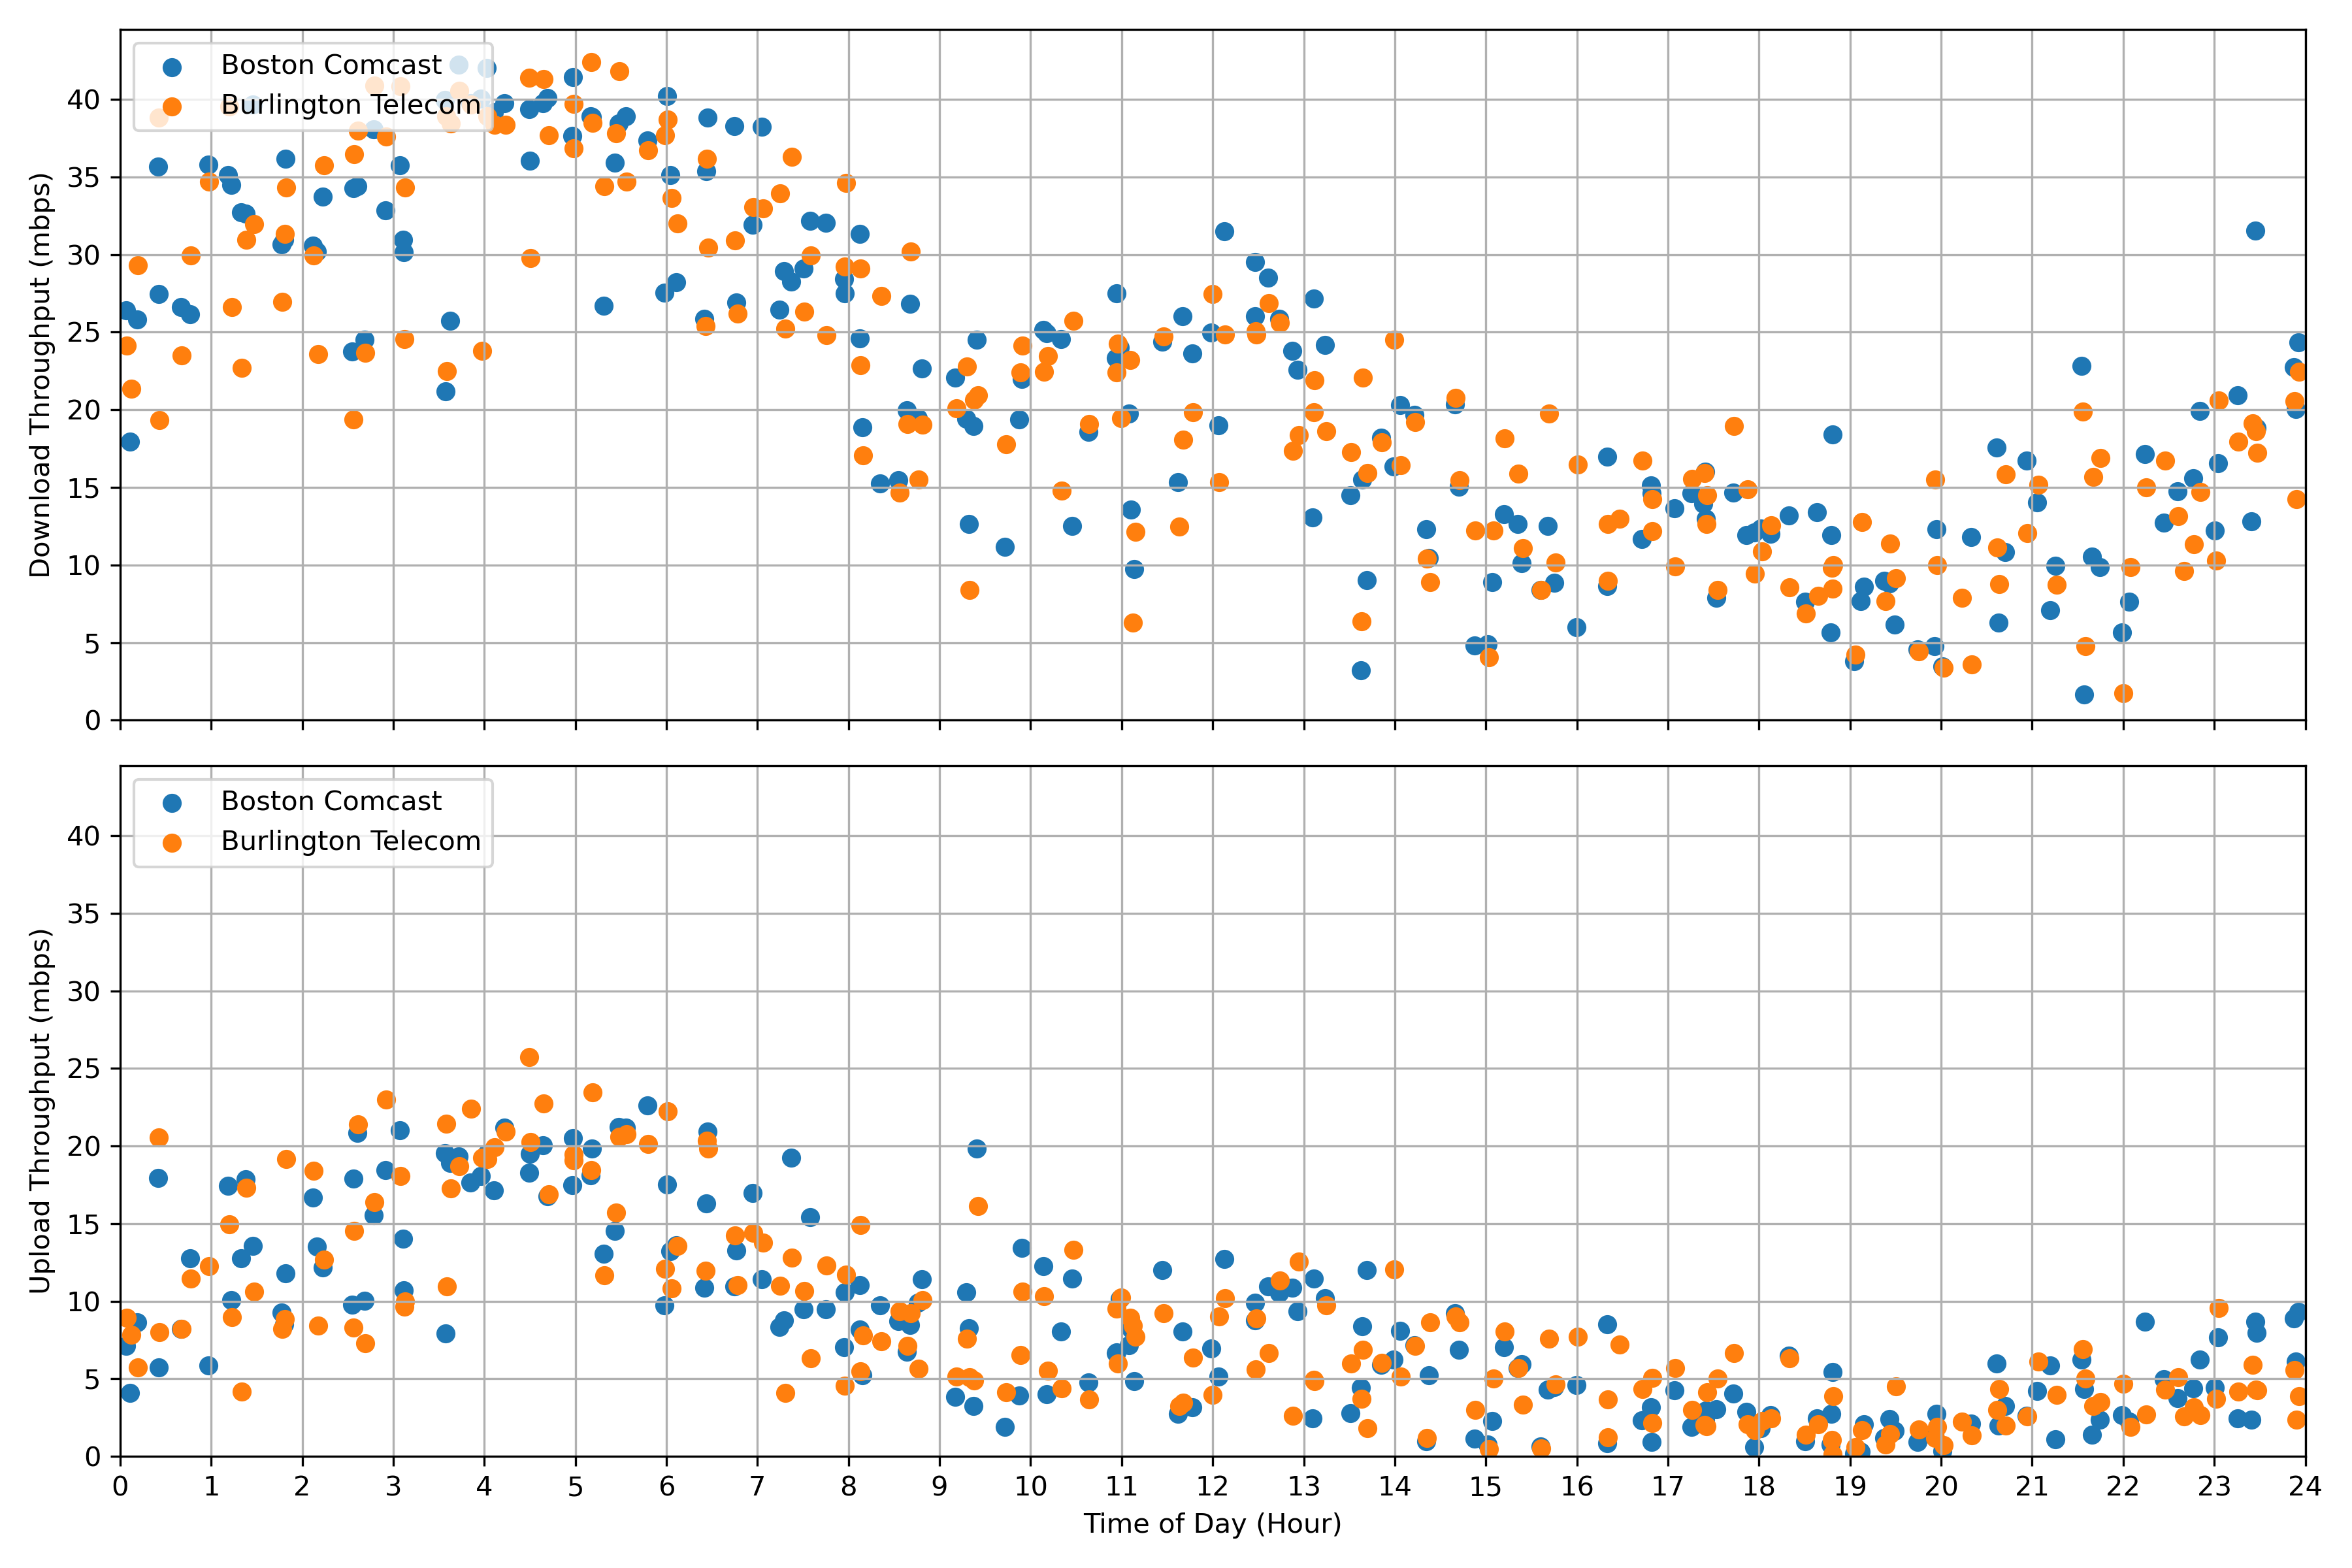 Boston Comcast
Burlington Telecom
40
35
30
25
20
15
10
5
0
Download Throughput (mbps)
Boston Comcast
Burlington Telecom
40
35
30
25
20
15
10
5
0
Upload Throughput (mbps)
0 1 2 3 4 5 6 7 8 9 10 11 12 13 14 15 16 17 18 19 20 21 22 23 24
Time of Day (Hour)